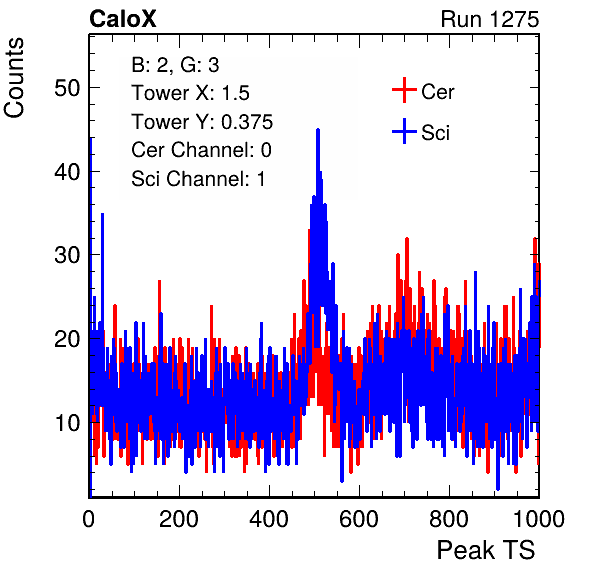 CaloX Run 1275
Counts
B: 2, G: 3
Tower X: 1.5
Tower Y: 0.375
Cer Channel: 0
Sci Channel: 1
Cer
Sci
50
40
30
20
10
0 200 400 600 800 1000
Peak TS